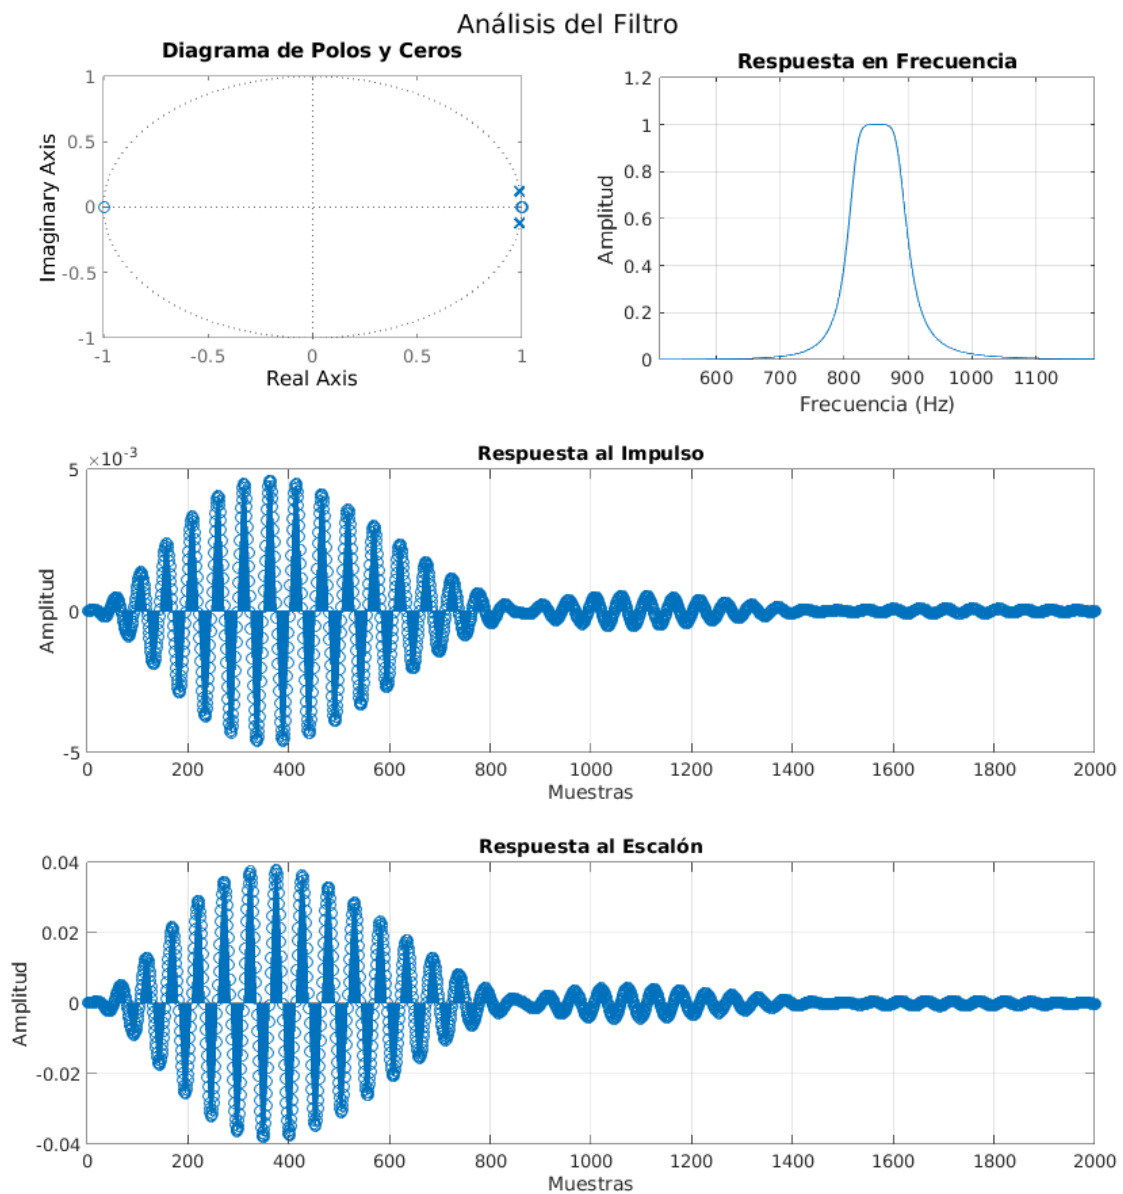 Análisis del Filtro
Diagrama de Polos y Ceros
1
0.5
0
-0.5
-1
-1 -0.5 0 0.5 1
Imaginary Axis
Real Axis
Respuesta en Frecuencia
1.2
1
0.8
0.6
0.4
0.2
0
600 700 800 900 1000 1100
Amplitud
Frecuencia (Hz)
Respuesta al Impulso
×10⁻³
5
0
-5
0 200 400 600 800 1000 1200 1400 1600 1800 2000
Amplitud
Muestras
Respuesta al Escalón
0.04
0.02
0
-0.02
-0.04
0 200 400 600 800 1000 1200 1400 1600 1800 2000
Amplitud
Muestras